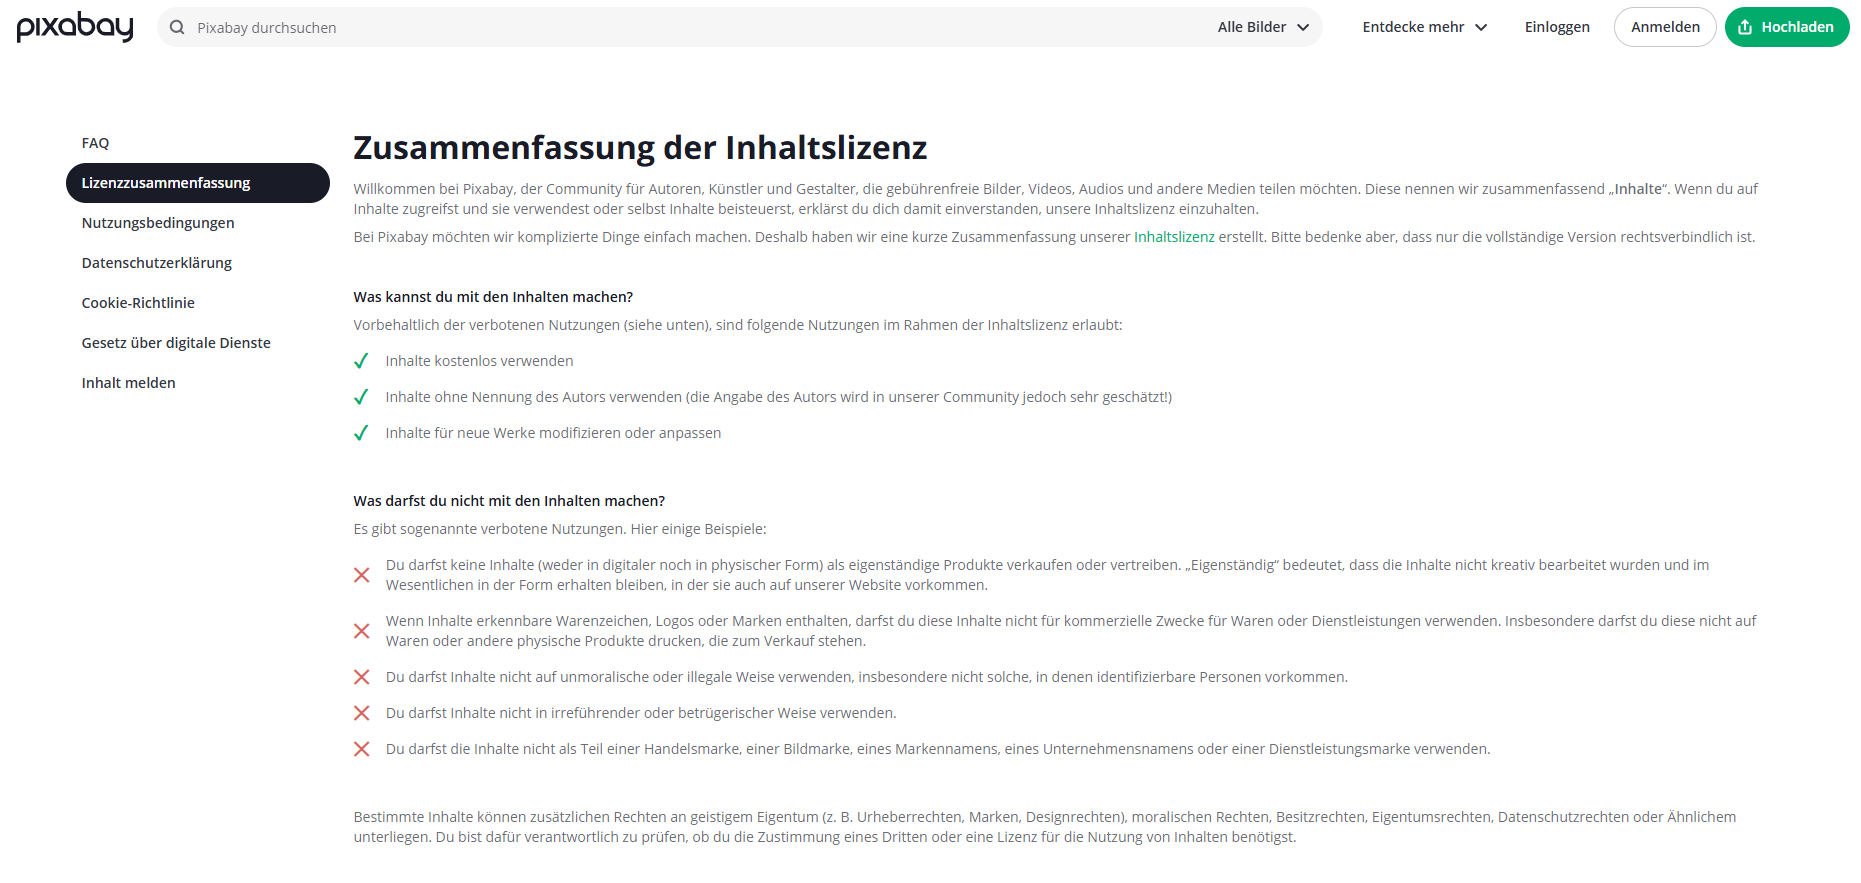 pixabay
Pixabay durchsuchen
Alle Bilder
Entdecke mehr
Einloggen
Anmelden
Hochladen
FAQ
Lizenzzusammenfassung
Nutzungsbedingungen
Datenschutzerklärung
Cookie-Richtlinie
Gesetz über digitale Dienste
Inhalt melden
Zusammenfassung der Inhaltslizenz
Willkommen bei Pixabay, der Community für Autoren, Künstler und Gestalter, die gebührenfreie Bilder, Videos, Audios und andere Medien teilen möchten. Diese nennen wir zusammenfassend „Inhalte“. Wenn du auf
Inhalte zugreifst und sie verwendest oder selbst Inhalte beisteuerst, erklärst du dich damit einverstanden, unsere Inhaltslizenz einzuhalten.
Bei Pixabay möchten wir komplizierte Dinge einfach machen. Deshalb haben wir eine kurze Zusammenfassung unserer Inhaltslizenz erstellt. Bitte bedenke aber, dass nur die vollständige Version rechtsverbindlich ist.
Was kannst du mit den Inhalten machen?
Vorbehaltlich der verbotenen Nutzungen (siehe unten), sind folgende Nutzungen im Rahmen der Inhaltslizenz erlaubt:
Inhalte kostenlos verwenden
Inhalte ohne Nennung des Autors verwenden (die Angabe des Autors wird in unserer Community jedoch sehr geschätzt!)
Inhalte für neue Werke modifizieren oder anpassen
Was darfst du nicht mit den Inhalten machen?
Es gibt sogenannte verbotene Nutzungen. Hier einige Beispiele:
Du darfst keine Inhalte (weder in digitaler noch in physischer Form) als eigenständige Produkte verkaufen oder vertreiben. „Eigenständig“ bedeutet, dass die Inhalte nicht kreativ bearbeitet wurden und im
Wesentlichen in der Form erhalten bleiben, in der sie auch auf unserer Website vorkommen.
Wenn Inhalte erkennbare Warenzeichen, Logos oder Marken enthalten, darfst du diese Inhalte nicht für kommerzielle Zwecke für Waren oder Dienstleistungen verwenden. Insbesondere darfst du diese nicht auf
Waren oder andere physische Produkte drucken, die zum Verkauf stehen.
Du darfst Inhalte nicht auf unmoralische oder illegale Weise verwenden, insbesondere nicht solche, in denen identifizierbare Personen vorkommen.
Du darfst Inhalte nicht in irreführender oder betrügerischer Weise verwenden.
Du darfst die Inhalte nicht als Teil einer Handelsmarke, einer Bildmarke, eines Markennamens, eines Unternehmensnamens oder einer Dienstleistungsmarke verwenden.
Bestimmte Inhalte können zusätzlichen Rechten an geistigem Eigentum (z. B. Urheberrechten, Marken, Designrechten), moralischen Rechten, Besitzrechten, Eigentumsrechten, Datenschutzrechten oder Ähnlichem
unterliegen. Du bist dafür verantwortlich zu prüfen, ob du die Zustimmung eines Dritten oder eine Lizenz für die Nutzung von Inhalten benötigst.